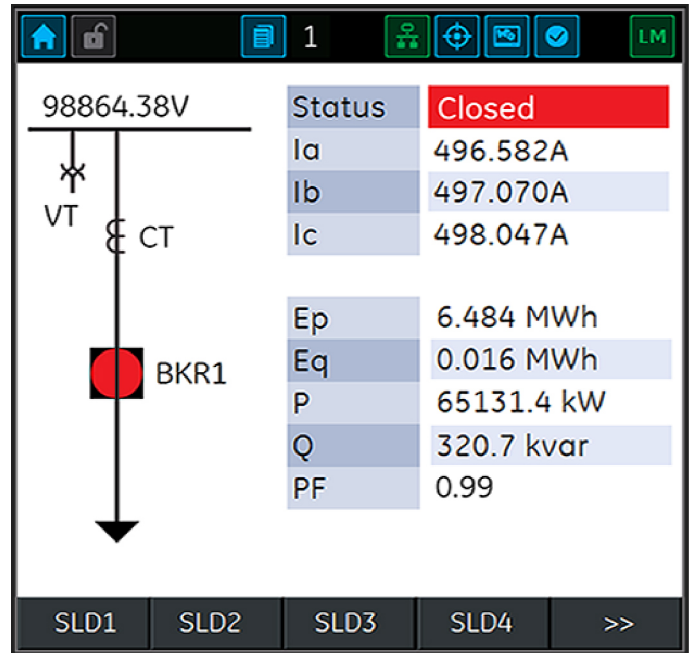 1
LM
98864.38V
Status Closed
Ia 496.582A
Ib 497.070A
Ic 498.047A
VT
CT
Ep 6.484 MWh
Eq 0.016 MWh
BKR1
P 65131.4 kW
Q 320.7 kvar
PF 0.99
SLD1 SLD2 SLD3 SLD4 >>